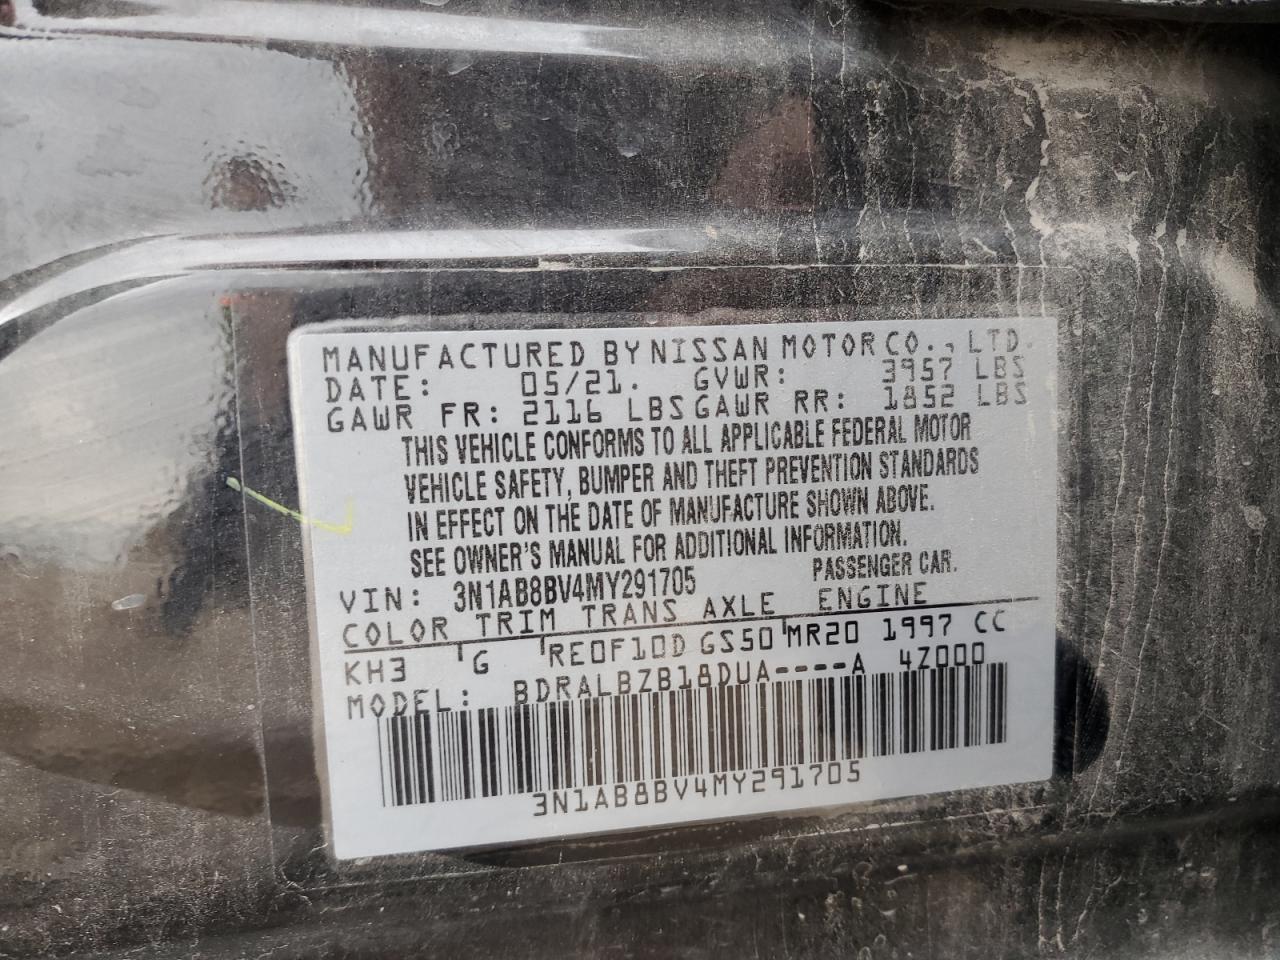 MANUFACTURED BY NISSAN MOTOR CO., LTD.
DATE: 05/21. GVWR: 3957 LBS
GAWR FR: 2116 LBS GAWR RR: 1852 LBS
THIS VEHICLE CONFORMS TO ALL APPLICABLE FEDERAL MOTOR
VEHICLE SAFETY, BUMPER AND THEFT PREVENTION STANDARDS
IN EFFECT ON THE DATE OF MANUFACTURE SHOWN ABOVE.
SEE OWNER'S MANUAL FOR ADDITIONAL INFORMATION.
VIN: 3N1AB8BV4MY291705 PASSENGER CAR.
COLOR TRIM TRANS AXLE ENGINE
KH3 G RE0F10D GS50 MR20 1997 CC
MODEL: BDRALBZB18DUA----A 4Z000
3N1AB8BV4MY291705